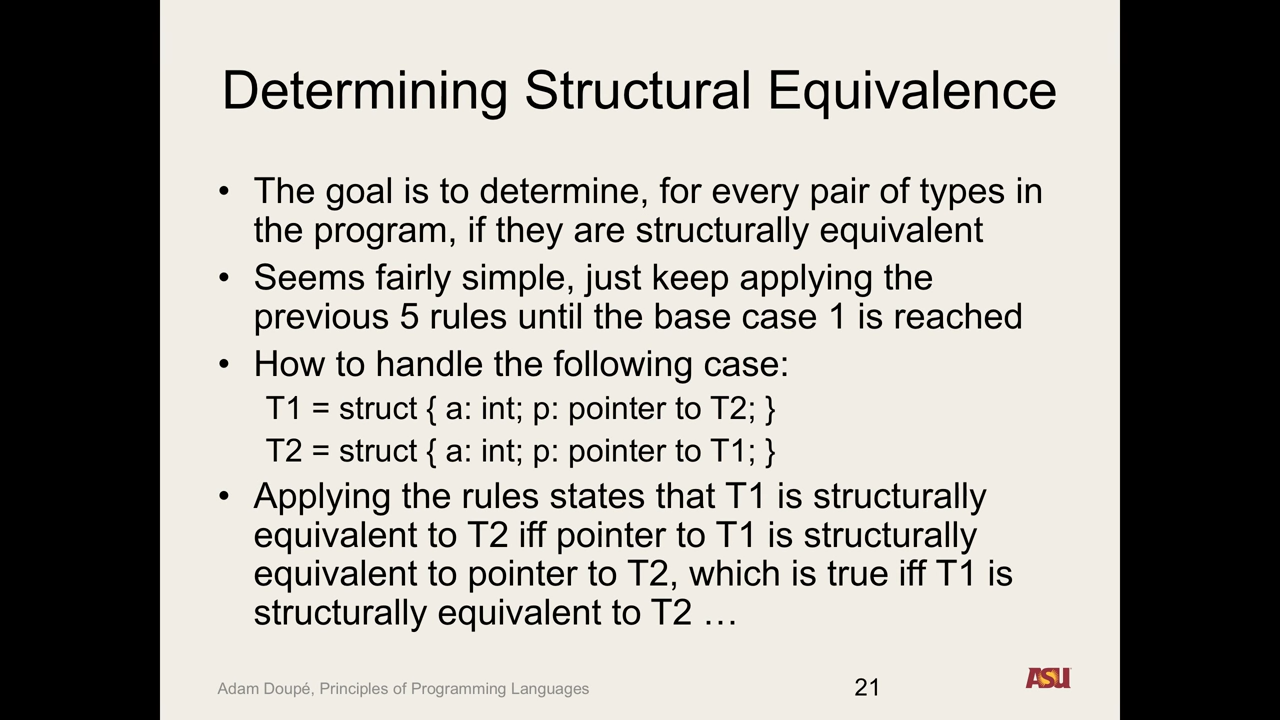 Determining Structural Equivalence
• The goal is to determine, for every pair of types in
the program, if they are structurally equivalent
• Seems fairly simple, just keep applying the
previous 5 rules until the base case 1 is reached
• How to handle the following case:
T1 = struct { a: int; p: pointer to T2; }
T2 = struct { a: int; p: pointer to T1; }
• Applying the rules states that T1 is structurally
equivalent to T2 iff pointer to T1 is structurally
equivalent to pointer to T2, which is true iff T1 is
structurally equivalent to T2 …
Adam Doupé, Principles of Programming Languages
21
ASU